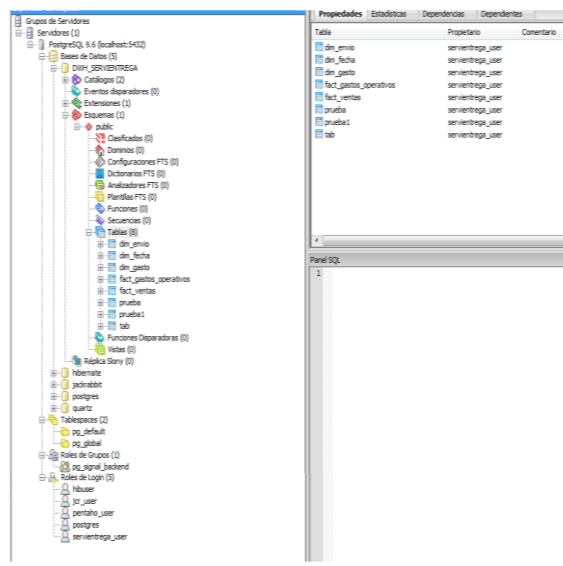 Grupos de Servidores
Servidores (1)
PostgreSQL 9.6 (localhost:5432)
Bases de Datos (5)
DWH_SERVIENTREGA
Catálogos (2)
Eventos disparadores (0)
Extensiones (1)
Esquemas (1)
public
Clasificados (0)
Dominios (0)
Configuraciones FTS (0)
Dictionarios FTS (0)
Analizadores FTS (0)
Plantillas FTS (0)
Funciones (0)
Secuencias (0)
Tablas (8)
dim_envio
dim_fecha
dim_gasto
fact_gastos_operativos
fact_ventas
prueba
prueba1
tab
Funciones Disparadoras (0)
Vistas (0)
Réplica Slony (0)
hibernate
jackrabbit
postgres
quartz
Tablespaces (2)
pg_default
pg_global
Roles de Grupos (1)
pg_signal_backend
Roles de Login (5)
hibuser
jcr_user
pentaho_user
postgres
servientrega_user
Propiedades Estadísticas Dependencias Dependientes
Tabla Propietario Comentario
dim_envio servientrega_user
dim_fecha servientrega_user
dim_gasto servientrega_user
fact_gastos_operativos servientrega_user
fact_ventas servientrega_user
prueba servientrega_user
prueba1 servientrega_user
tab servientrega_user
Panel SQL
1